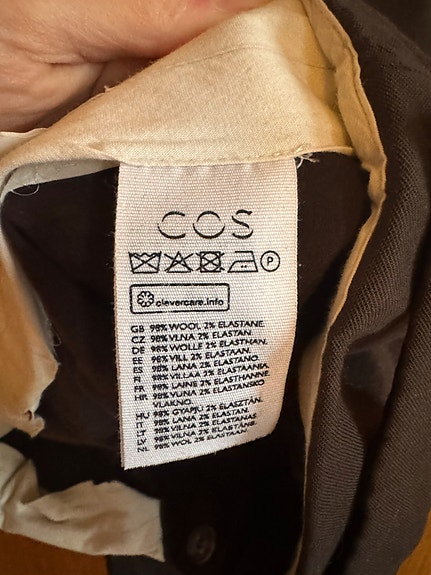 COS
P
clevercare.info
GB 98% WOOL 2% ELASTANE.
CZ 98% VLNA 2% ELASTAN.
DE 98% WOLLE 2% ELASTHAN.
EE 98% VILL 2% ELASTAAN.
ES 98% LANA 2% ELASTANO.
FI 98% VILLAA 2% ELASTAANIA.
FR 98% LAINE 2% ELASTHANNE.
HR 98% VUNA 2% ELASTANSKO
VLAKNO.
HU 98% GYAPJÚ 2% ELASZTÁN.
IT 98% LANA 2% ELASTAN.
LT 98% VILNA 2% ELASTANAS.
LV 98% VILNA 2% ELASTĀNS.
NL 98% WOL 2% ELASTAAN.